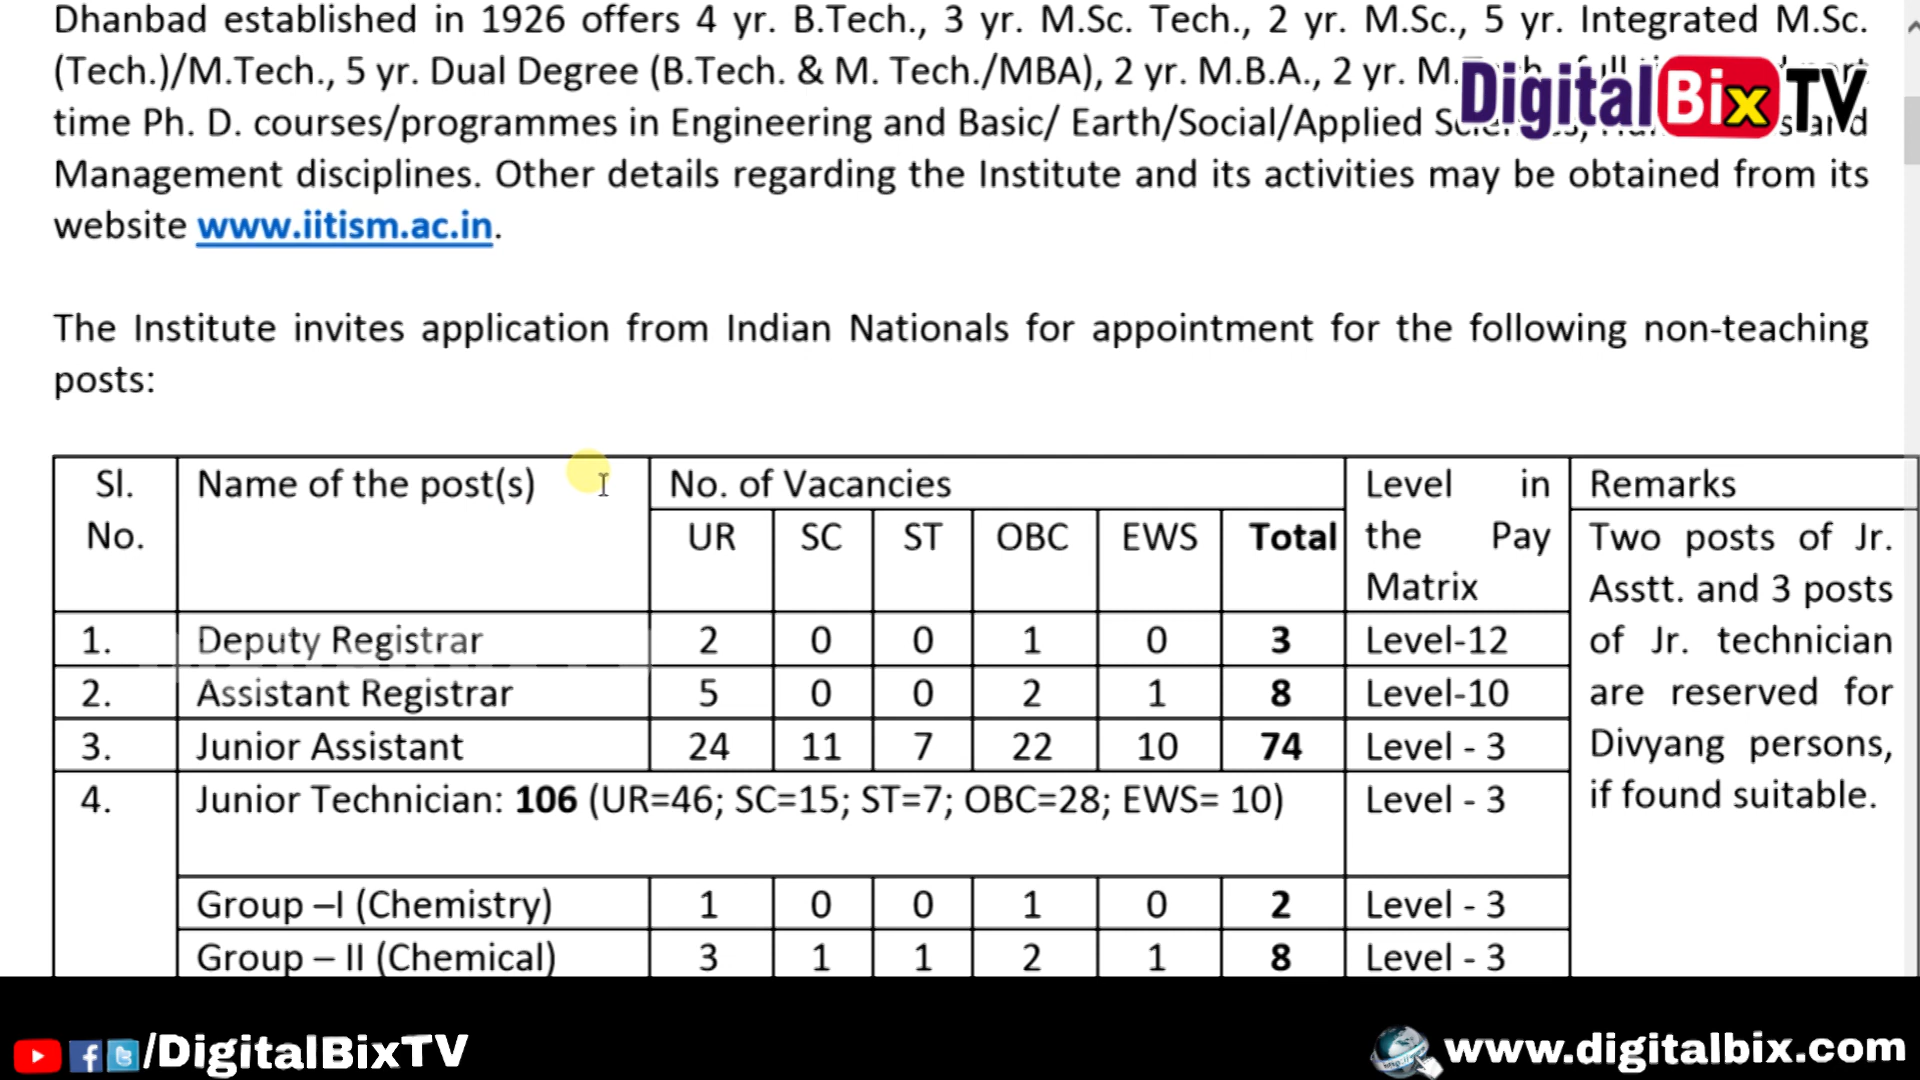 Dhanbad established in 1926 offers 4 yr. B.Tech., 3 yr. M.Sc. Tech., 2 yr. M.Sc., 5 yr. Integrated M.Sc.
(Tech.)/M.Tech., 5 yr. Dual Degree (B.Tech. & M. Tech./MBA), 2 yr. M.B.A., 2 yr.
DigitalBixTV
time Ph. D. courses/programmes in Engineering and Basic/ Earth/Social/Applied
Management disciplines. Other details regarding the Institute and its activities may be obtained from its
website www.iitism.ac.in.
The Institute invites application from Indian Nationals for appointment for the following non-teaching
posts:
Sl. No. Name of the post(s) No. of Vacancies Level in the Pay Matrix Remarks
UR SC ST OBC EWS Total
Two posts of Jr.
Asstt. and 3 posts
of Jr. technician
are reserved for
Divyang persons,
if found suitable.
1. Deputy Registrar 2 0 0 1 0 3 Level-12
2. Assistant Registrar 5 0 0 2 1 8 Level-10
3. Junior Assistant 24 11 7 22 10 74 Level - 3
4. Junior Technician: 106 (UR=46; SC=15; ST=7; OBC=28; EWS= 10) Level - 3
Group –I (Chemistry) 1 0 0 1 0 2 Level - 3
Group – II (Chemical) 3 1 1 2 1 8 Level - 3
/DigitalBixTV
www.digitalbix.com